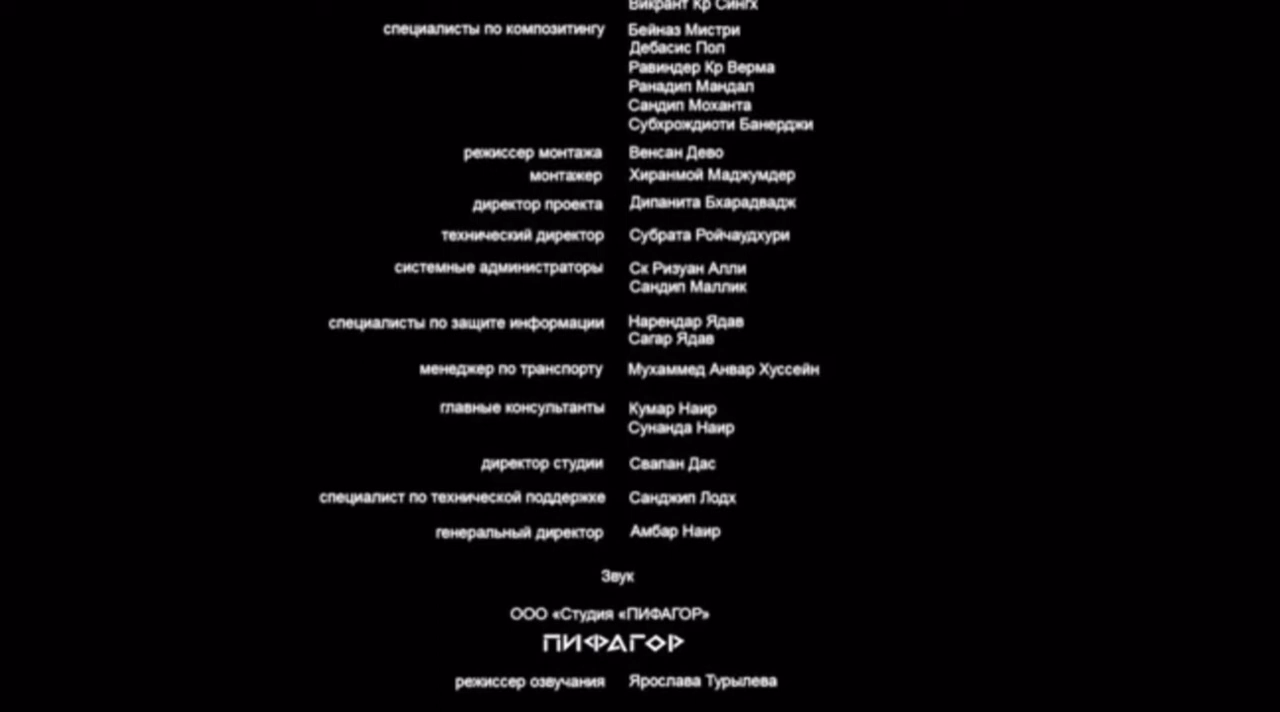 Викрант Кр Сингх
специалисты по композитингу Бейназ Мистри
Дебасис Пол
Равиндер Кр Верма
Ранадип Мандал
Сандип Моханта
Субхрождиоти Банерджи
режиссер монтажа Венсан Дево
монтажер Хиранмой Маджумдер
директор проекта Дипанита Бхарадвадж
технический директор Субрата Ройчаудхури
системные администраторы Ск Ризуан Алли
Сандип Маллик
специалисты по защите информации Нарендар Ядав
Сагар Ядав
менеджер по транспорту Мухаммед Анвар Хуссейн
главные консультанты Кумар Наир
Сунанда Наир
директор студии Свапан Дас
специалист по технической поддержке Санджип Лодх
генеральный директор Амбар Наир
Звук
ООО «Студия «ПИФАГОР»
ПИФАГОР
режиссер озвучания Ярослава Турылева